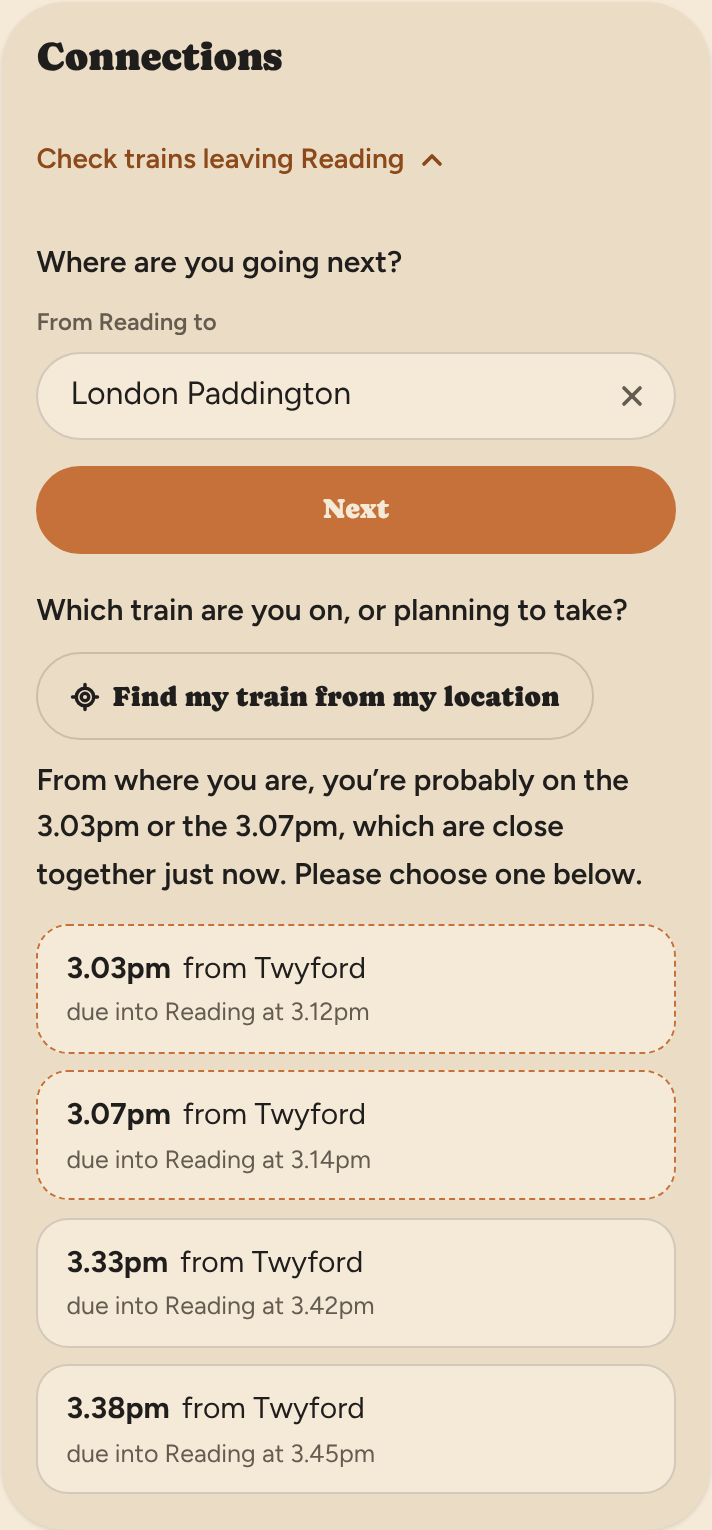 Connections
Check trains leaving Reading
Where are you going next?
From Reading to
London Paddington
Next
Which train are you on, or planning to take?
Find my train from my location
From where you are, you’re probably on the
3.03pm or the 3.07pm, which are close
together just now. Please choose one below.
3.03pm from Twyford
due into Reading at 3.12pm
3.07pm from Twyford
due into Reading at 3.14pm
3.33pm from Twyford
due into Reading at 3.42pm
3.38pm from Twyford
due into Reading at 3.45pm